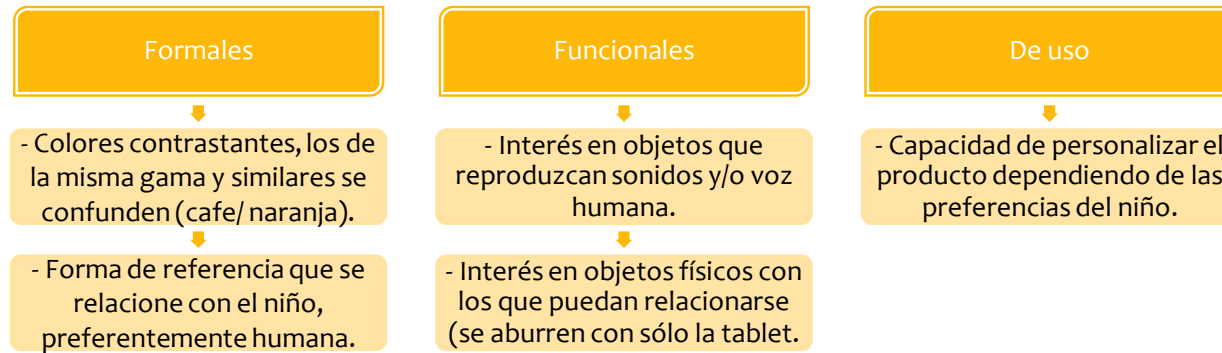 Formales
- Colores contrastantes, los de
la misma gama y similares se
confunden (cafe/ naranja).
- Forma de referencia que se
relacione con el niño,
preferentemente humana.
Funcionales
- Interés en objetos que
reproduzcan sonidos y/o voz
humana.
- Interés en objetos físicos con
los que puedan relacionarse
(se aburren con sólo la tablet.
De uso
- Capacidad de personalizar el
producto dependiendo de las
preferencias del niño.